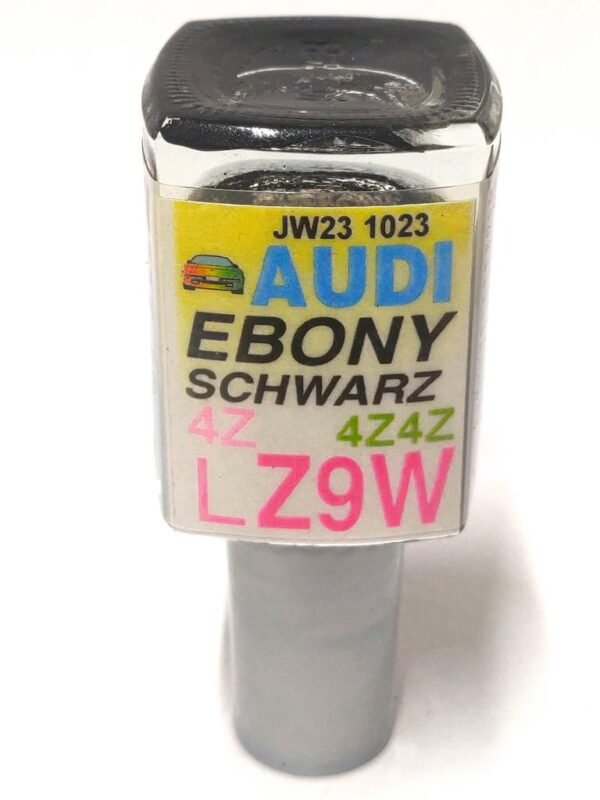 JW23 1023
AUDI
EBONY
SCHWARZ
4Z 4Z4Z
LZ9W